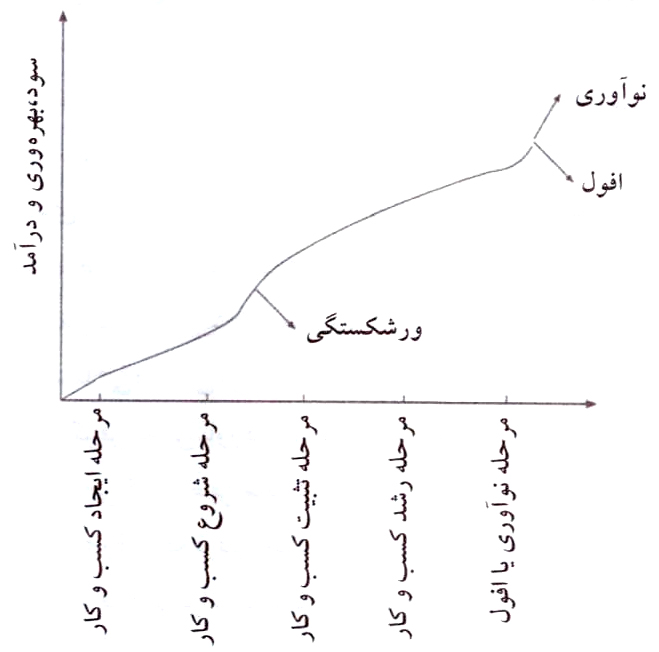 سود،بهره‌وری و درآمد
نوآوری
افول
ورشکستگی
مرحله ایجاد کسب و کار
مرحله شروع کسب و کار
مرحله تثبیت کسب و کار
مرحله رشد کسب و کار
مرحله نوآوری یا افول